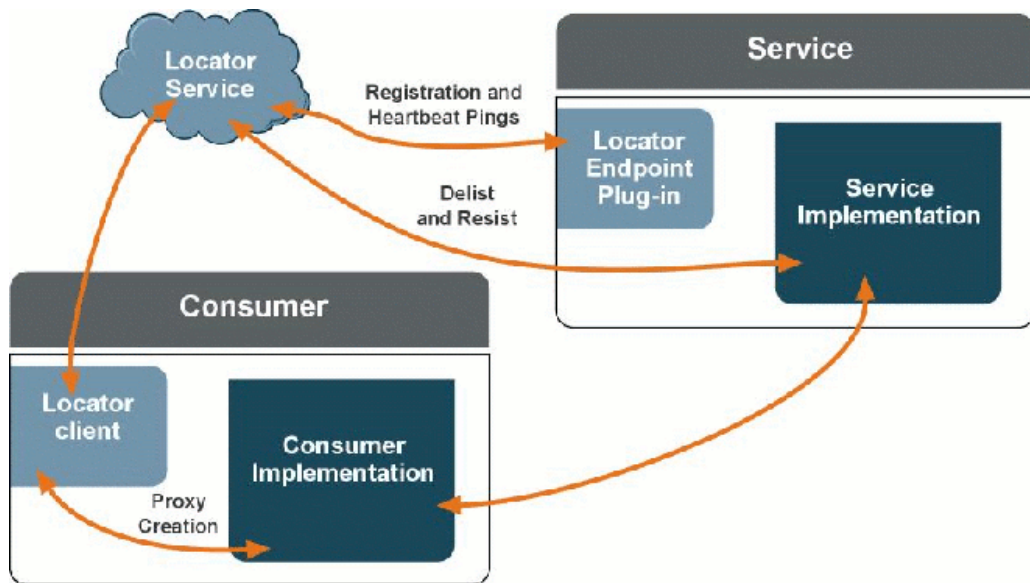 Locator
Service
Service
Registration and
Heartbeat Pings
Locator
Endpoint
Plug-in
Service
Implementation
Delist
and Resist
Consumer
Locator
client
Consumer
Implementation
Proxy
Creation